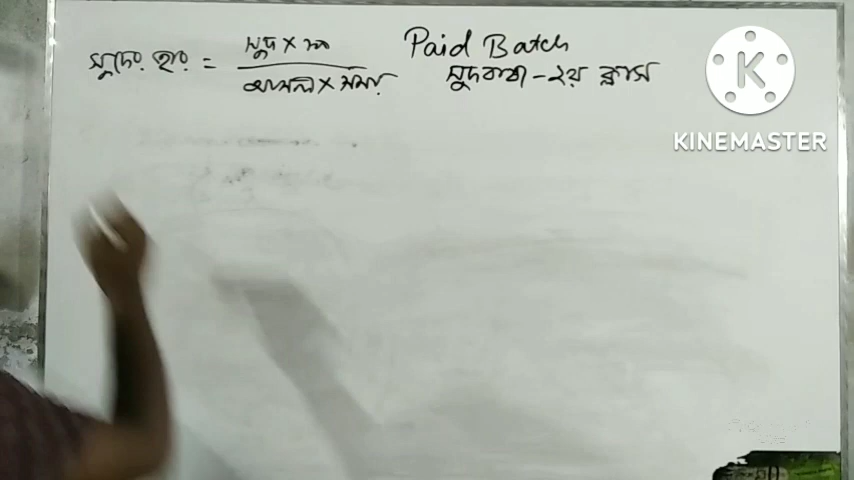 সুদের হার = সুদ × ১০০ / আসল × সময়
Paid Batch
সুদকষা - ২য় ক্লাস
KINEMASTER